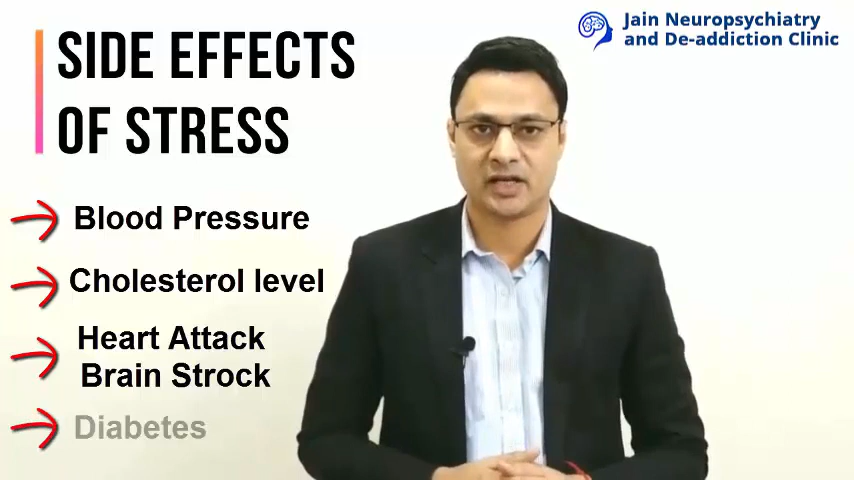 SIDE EFFECTS
OF STRESS
Jain Neuropsychiatry
and De-addiction Clinic
Blood Pressure
Cholesterol level
Heart Attack
Brain Strock
Diabetes